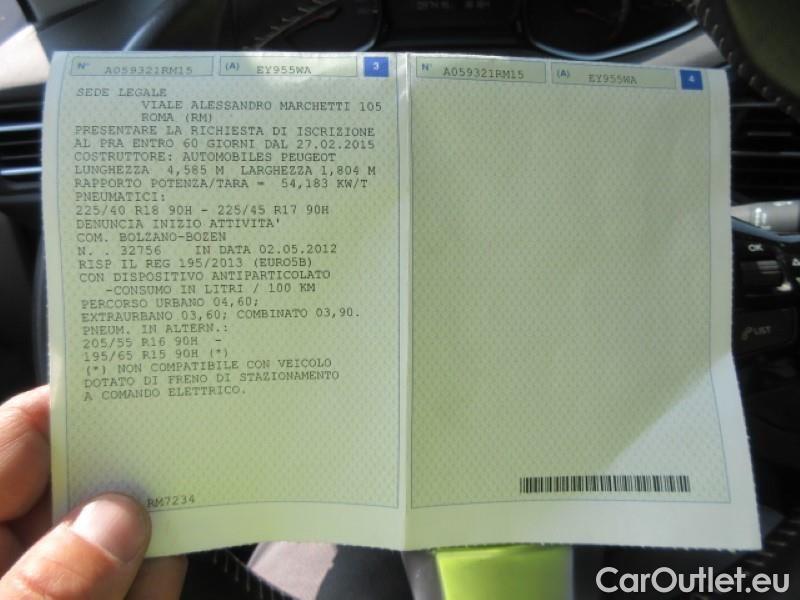 N° A059321RM15 (A) EY955WA 3
SEDE LEGALE
VIALE ALESSANDRO MARCHETTI 105
ROMA (RM)
PRESENTARE LA RICHIESTA DI ISCRIZIONE
AL PRA ENTRO 60 GIORNI DAL 27.02.2015
COSTRUTTORE: AUTOMOBILES PEUGEOT
LUNGHEZZA 4,585 M LARGHEZZA 1,804 M
RAPPORTO POTENZA/TARA = 54,183 KW/T
PNEUMATICI:
225/40 R18 90H - 225/45 R17 90H
DENUNCIA INIZIO ATTIVITA'
COM. BOLZANO-BOZEN
N. . 32756 IN DATA 02.05.2012
RISP IL REG 195/2013 (EURO5B)
CON DISPOSITIVO ANTIPARTICOLATO
-CONSUMO IN LITRI / 100 KM
PERCORSO URBANO 04,60;
EXTRAURBANO 03,60; COMBINATO 03,90.
PNEUM. IN ALTERN.:
205/55 R16 90H -
195/65 R15 90H (*)
(*) NON COMPATIBILE CON VEICOLO
DOTATO DI FRENO DI STAZIONAMENTO
A COMANDO ELETTRICO.
RM7234
N° A059321RM15 (A) EY955WA 4
OK
LIST
CarOutlet.eu